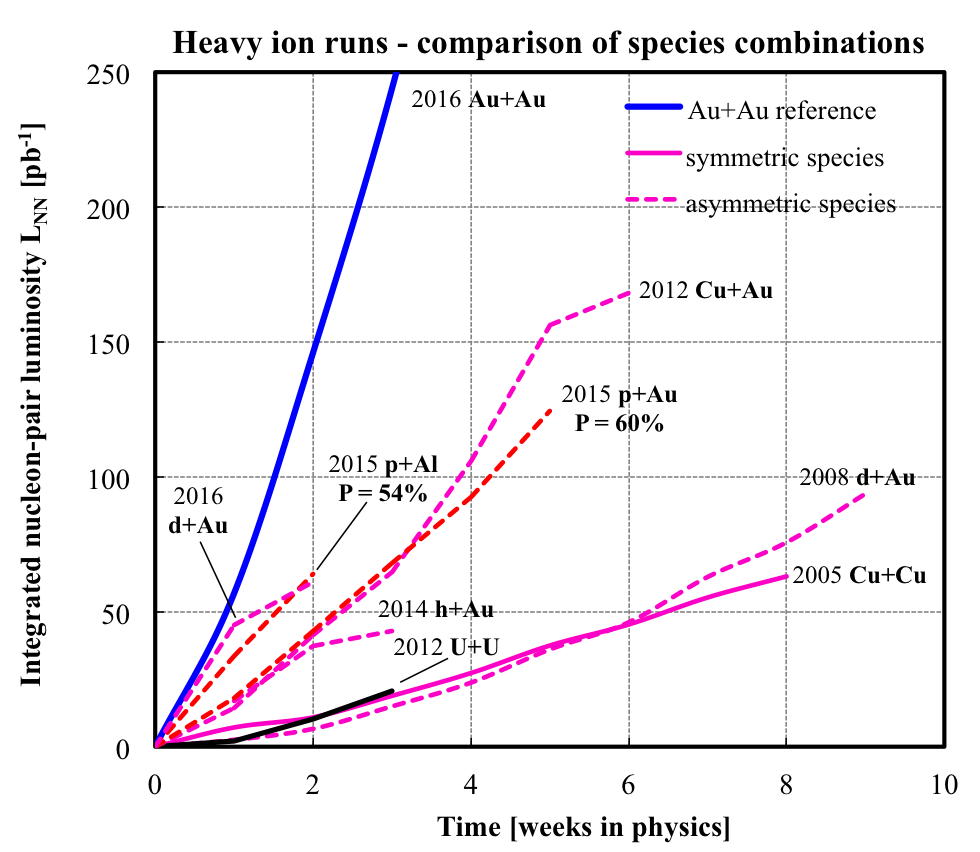 Heavy ion runs - comparison of species combinations
Integrated nucleon-pair luminosity L_NN [pb⁻¹]
250
200
150
100
50
0
2016 Au+Au
Au+Au reference
symmetric species
asymmetric species
2012 Cu+Au
2015 p+Au
P = 60%
2015 p+Al
P = 54%
2008 d+Au
2016
d+Au
2005 Cu+Cu
2014 h+Au
2012 U+U
0
2
4
6
8
10
Time [weeks in physics]